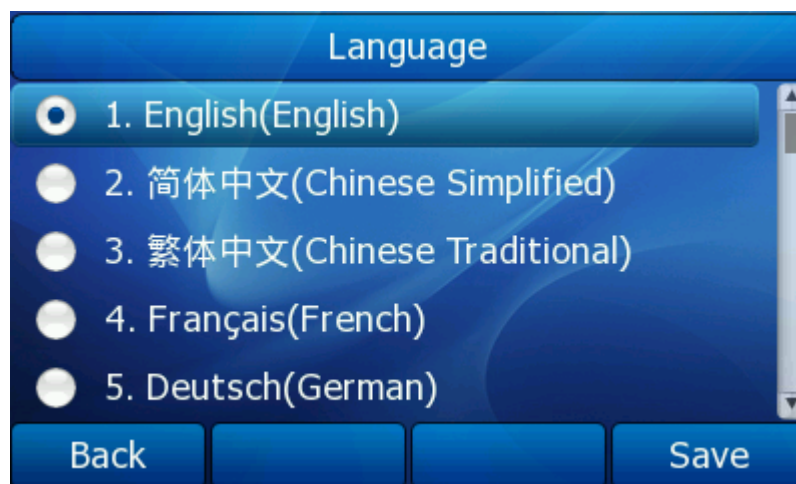 Language
1. English(English)
2. 简体中文(Chinese Simplified)
3. 繁体中文(Chinese Traditional)
4. Français(French)
5. Deutsch(German)
Back Save